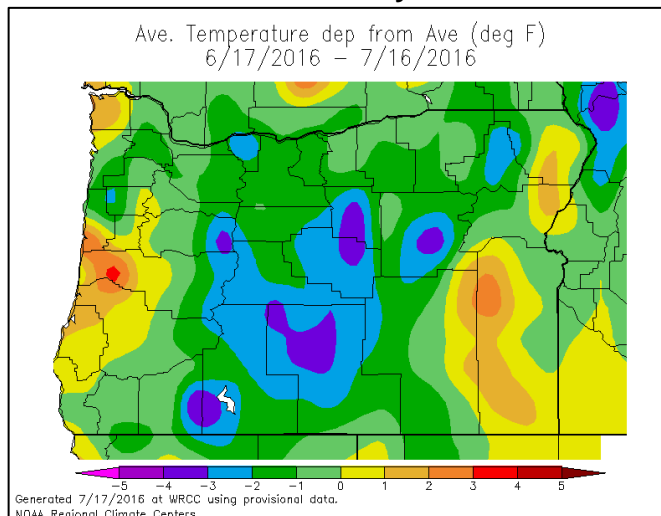 Ave. Temperature dep from Ave (deg F)
6/17/2016 – 7/16/2016
-5 -4 -3 -2 -1 0 1 2 3 4 5
Generated 7/17/2016 at WRCC using provisional data.
NOAA Regional Climate Centers